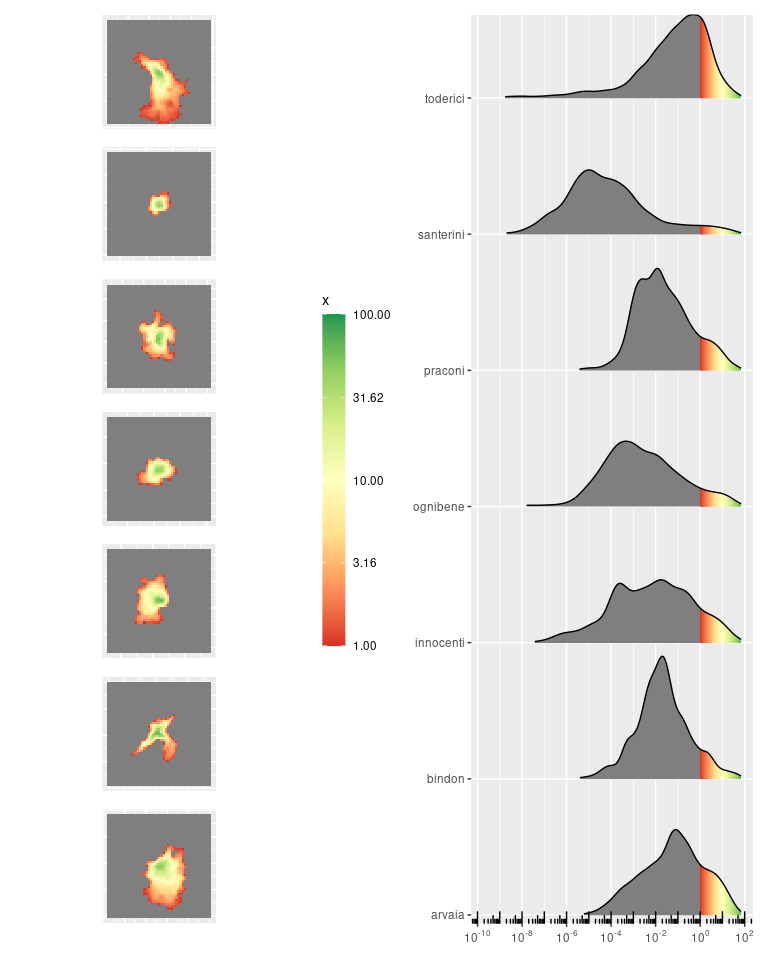 x
100.00
31.62
10.00
3.16
1.00
toderici
santerini
praconi
ognibene
innocenti
bindon
arvaia
10^-10 10^-8 10^-6 10^-4 10^-2 10^0 10^2